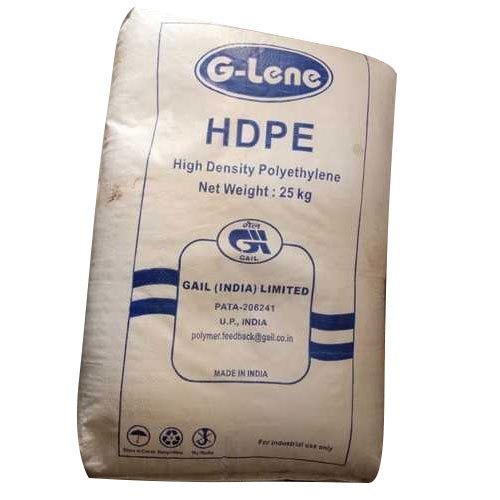 G-Lene
HDPE
High Density Polyethylene
Net Weight : 25 kg
गेल
GAIL
GAIL (INDIA) LIMITED
PATA-206241
U.P., INDIA
polymer.feedback@gail.co.in
MADE IN INDIA
For industrial use only